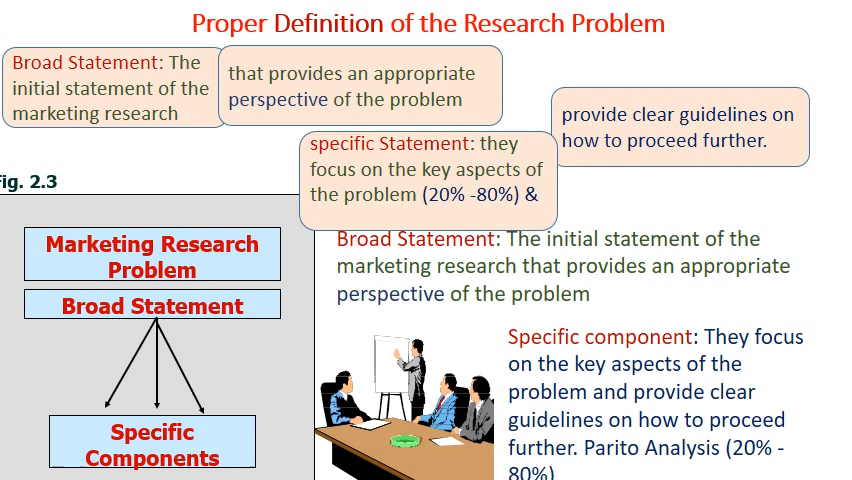 Proper Definition of the Research Problem
Broad Statement: The
initial statement of the
marketing research
that provides an appropriate
perspective of the problem
provide clear guidelines on
how to proceed further.
specific Statement: they
focus on the key aspects of
the problem (20% -80%) &
Fig. 2.3
Marketing Research
Problem
Broad Statement
Specific
Components
Broad Statement: The initial statement of the
marketing research that provides an appropriate
perspective of the problem
Specific component: They focus
on the key aspects of the
problem and provide clear
guidelines on how to proceed
further. Parito Analysis (20% -
80%)